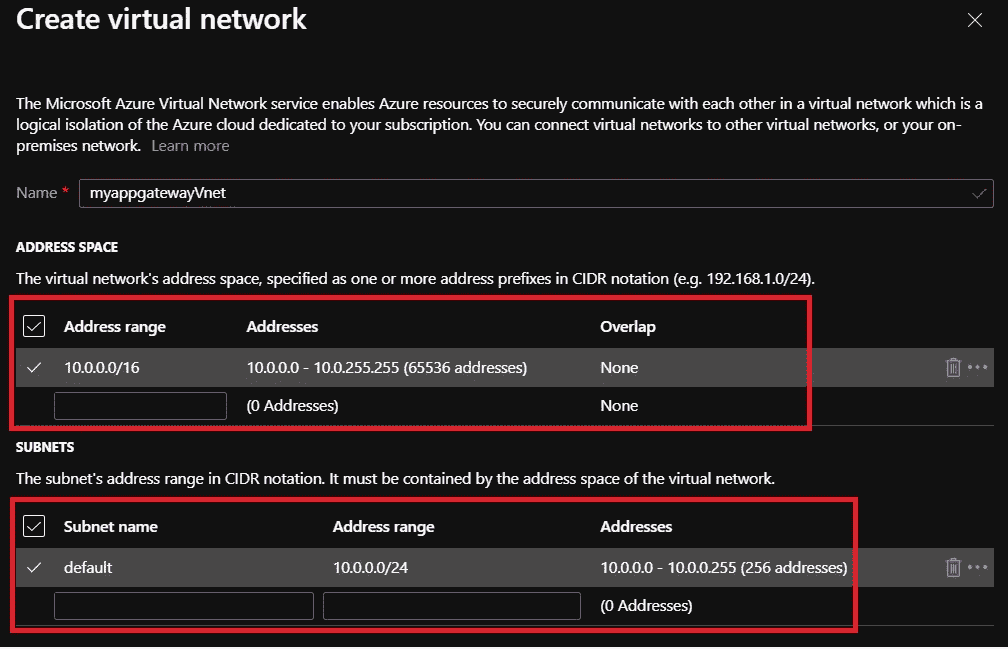 Create virtual network
The Microsoft Azure Virtual Network service enables Azure resources to securely communicate with each other in a virtual network which is a
logical isolation of the Azure cloud dedicated to your subscription. You can connect virtual networks to other virtual networks, or your on-
premises network. Learn more
Name * myappgatewayVnet
ADDRESS SPACE
The virtual network's address space, specified as one or more address prefixes in CIDR notation (e.g. 192.168.1.0/24).
Address range Addresses Overlap
10.0.0.0/16 10.0.0.0 - 10.0.255.255 (65536 addresses) None
(0 Addresses) None
SUBNETS
The subnet's address range in CIDR notation. It must be contained by the address space of the virtual network.
Subnet name Address range Addresses
default 10.0.0.0/24 10.0.0.0 - 10.0.0.255 (256 addresses)
(0 Addresses)